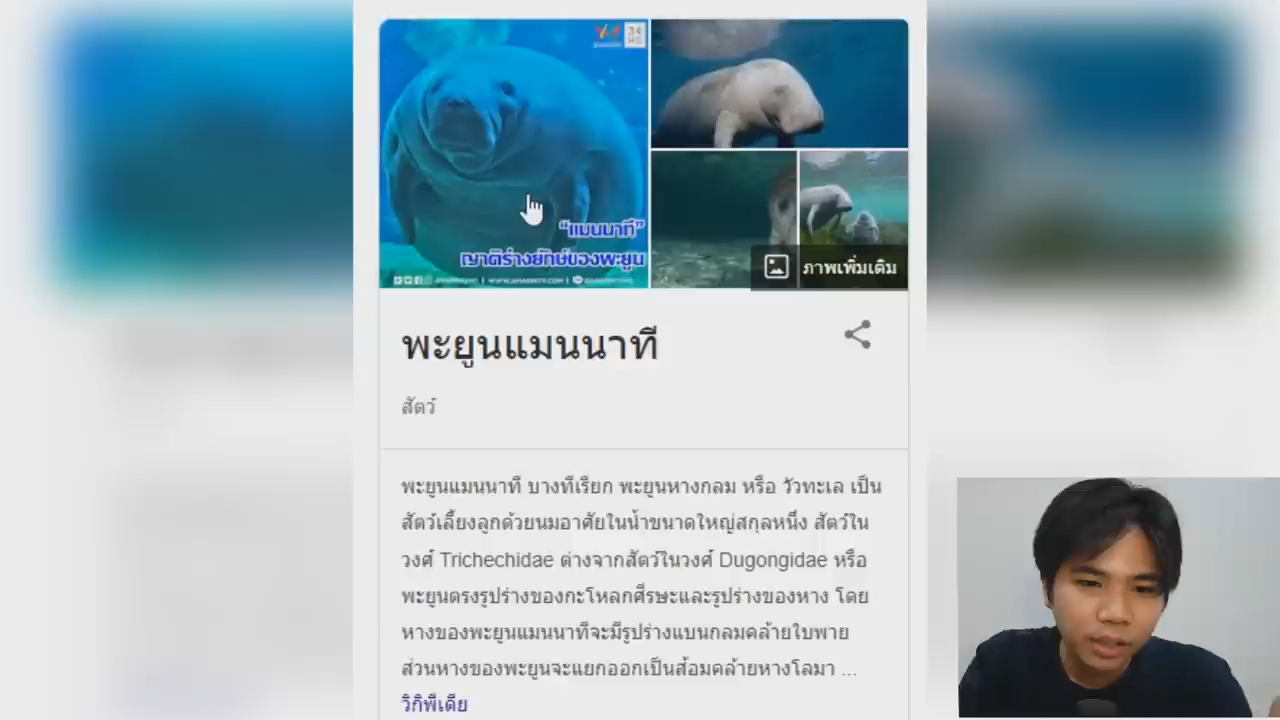 34
HD
“แมนนาที”
ญาติร่างยักษ์ของพะยูน
ภาพเพิ่มเติม
พะยูนแมนนาที
สัตว์
พะยูนแมนนาที บางทีเรียก พะยูนหางกลม หรือ วัวทะเล เป็น
สัตว์เลี้ยงลูกด้วยนมอาศัยในน้ำขนาดใหญ่สกุลหนึ่ง สัตว์ใน
วงศ์ Trichechidae ต่างจากสัตว์ในวงศ์ Dugongidae หรือ
พะยูนตรงรูปร่างของกะโหลกศีรษะและรูปร่างของหาง โดย
หางของพะยูนแมนนาทีจะมีรูปร่างแบนกลมคล้ายใบพาย
ส่วนหางของพะยูนจะแยกออกเป็นส้อมคล้ายหางโลมา ...
วิกิพีเดีย